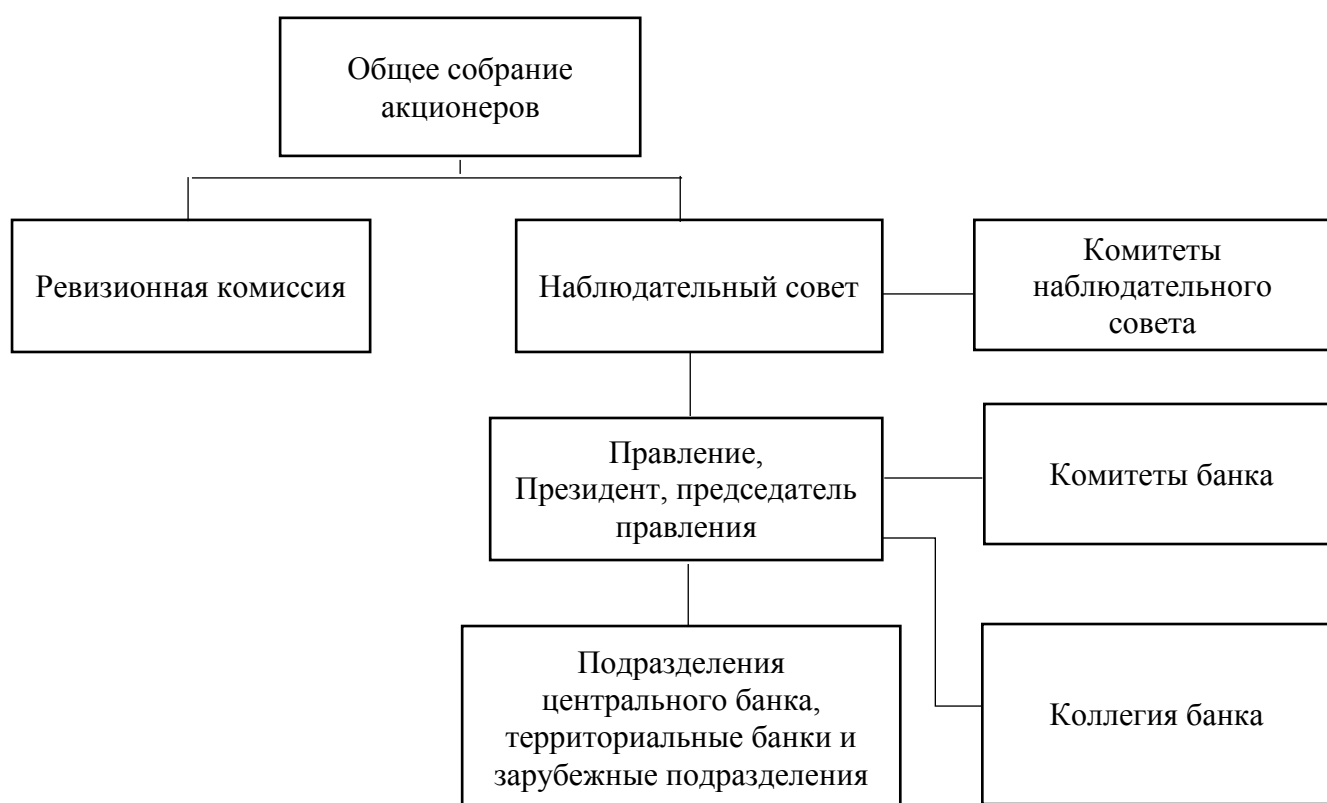 Общее собрание
акционеров
Ревизионная комиссия
Наблюдательный совет
Комитеты
наблюдательного
совета
Правление,
Президент, председатель
правления
Комитеты банка
Подразделения
центрального банка,
территориальные банки и
зарубежные подразделения
Коллегия банка